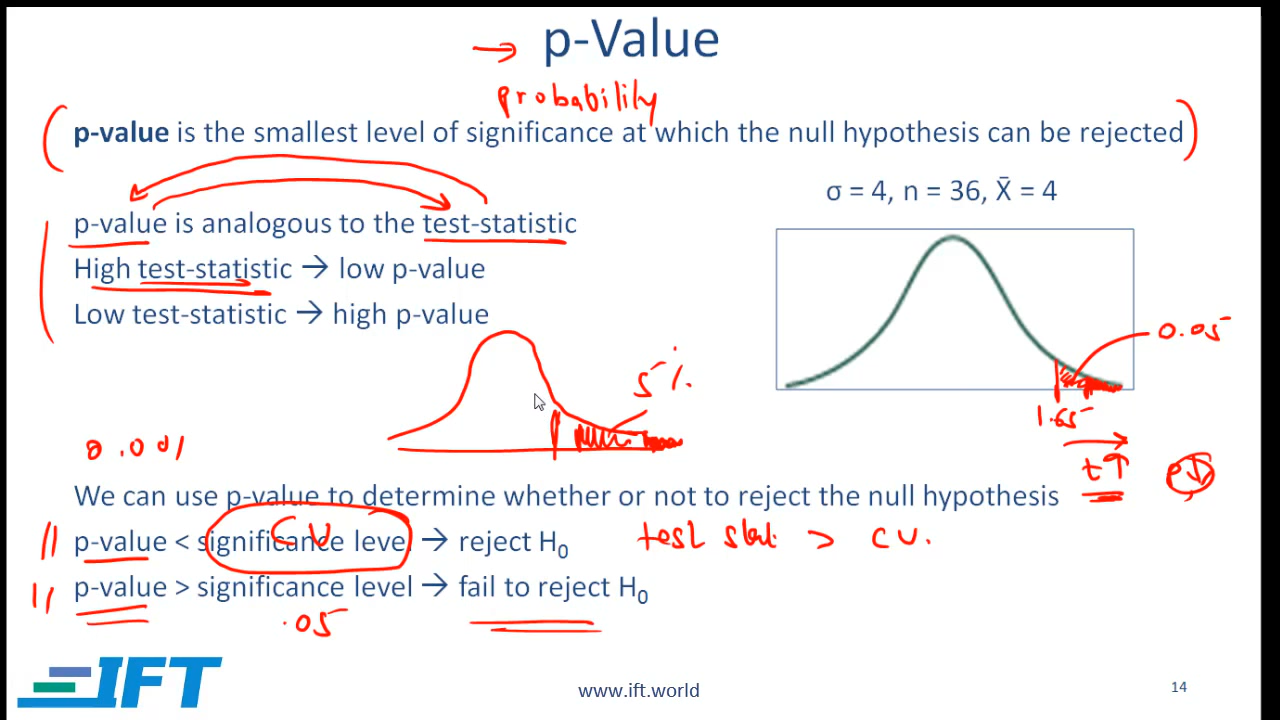 → p-Value
probability
p-value is the smallest level of significance at which the null hypothesis can be rejected
σ = 4, n = 36, X̄ = 4
p-value is analogous to the test-statistic
High test-statistic → low p-value
Low test-statistic → high p-value
0.05
5%
1.65
0.001
t↑ p↓
We can use p-value to determine whether or not to reject the null hypothesis
p-value < significance level → reject H₀
CV
test stat > CV.
p-value > significance level → fail to reject H₀
.05
IFT
www.ift.world
14